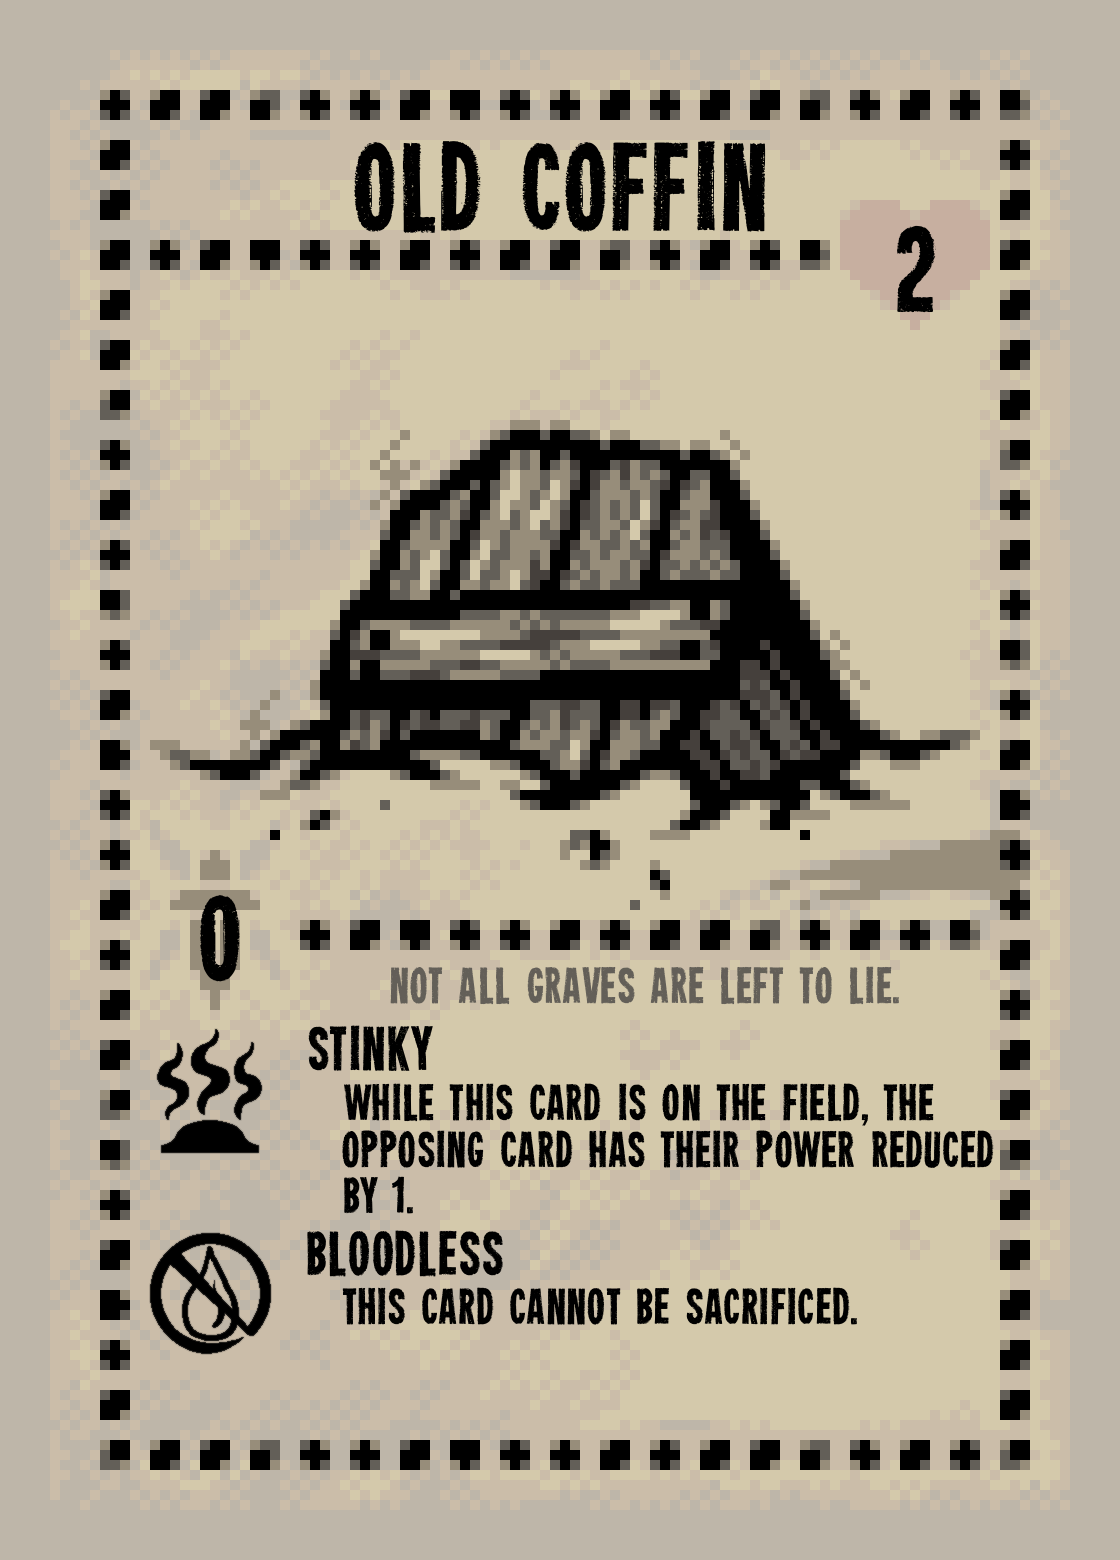 OLD COFFIN
2
0
NOT ALL GRAVES ARE LEFT TO LIE.
STINKY
WHILE THIS CARD IS ON THE FIELD, THE
OPPOSING CARD HAS THEIR POWER REDUCED
BY 1.
BLOODLESS
THIS CARD CANNOT BE SACRIFICED.